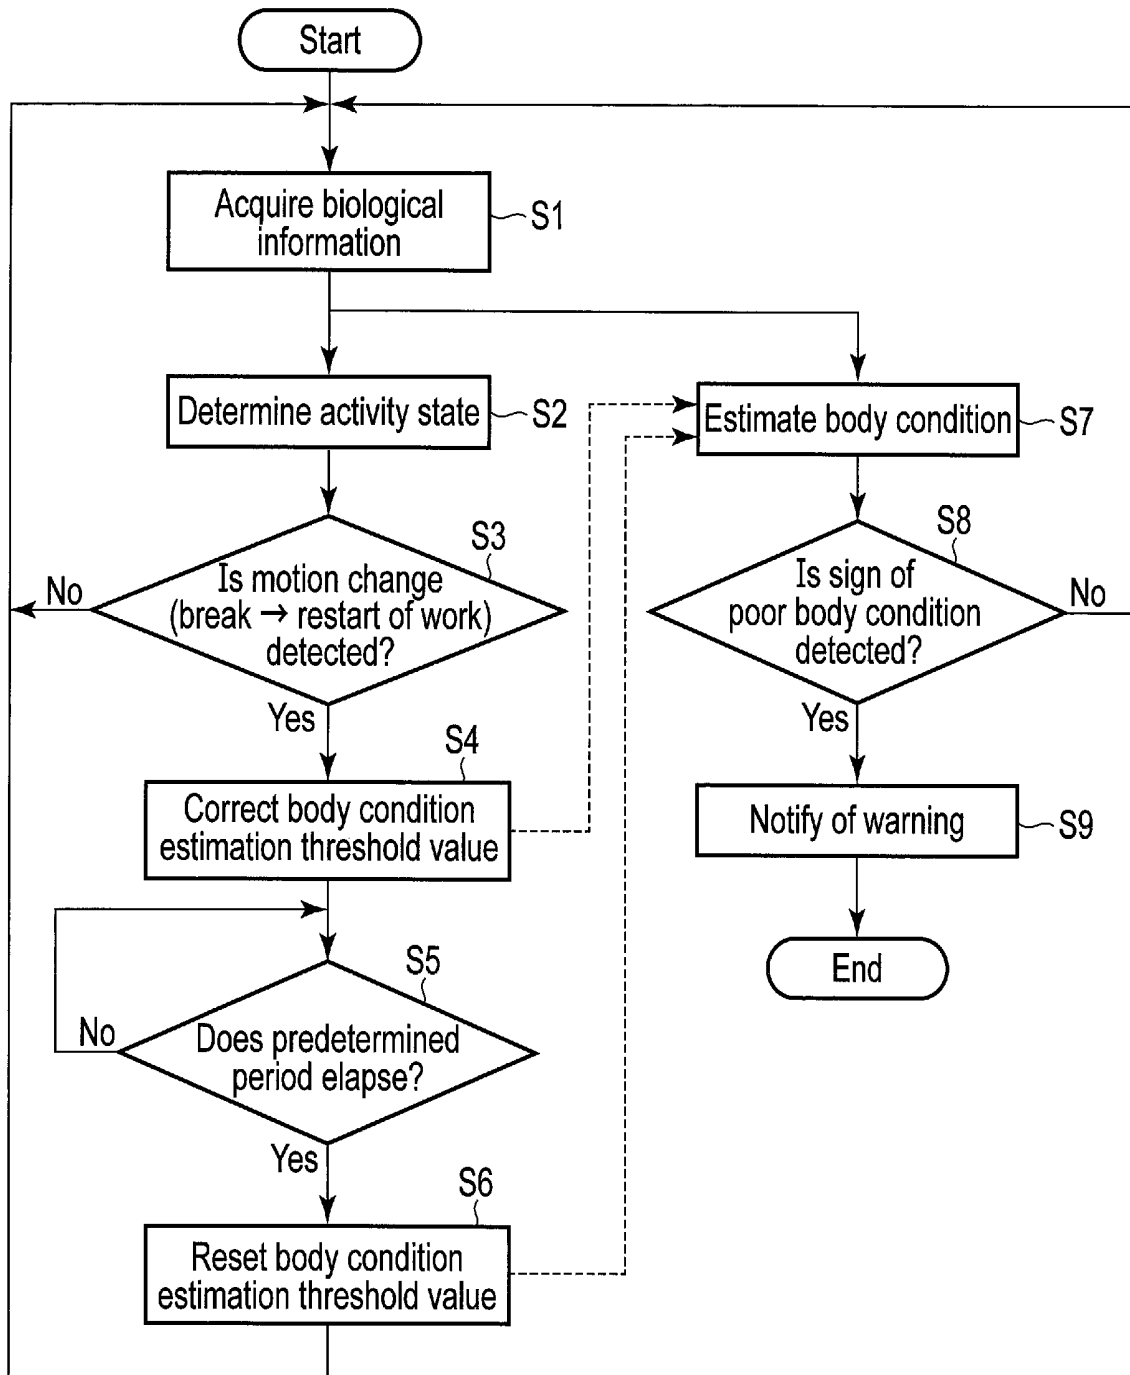 Start
Acquire biological
information
S1
Determine activity state
S2
Estimate body condition
S7
S3
Is motion change
(break → restart of work)
detected?
No
Yes
S8
Is sign of
poor body condition
detected?
No
Yes
S4
Correct body condition
estimation threshold value
Notify of warning
S9
End
S5
Does predetermined
period elapse?
No
Yes
S6
Reset body condition
estimation threshold value